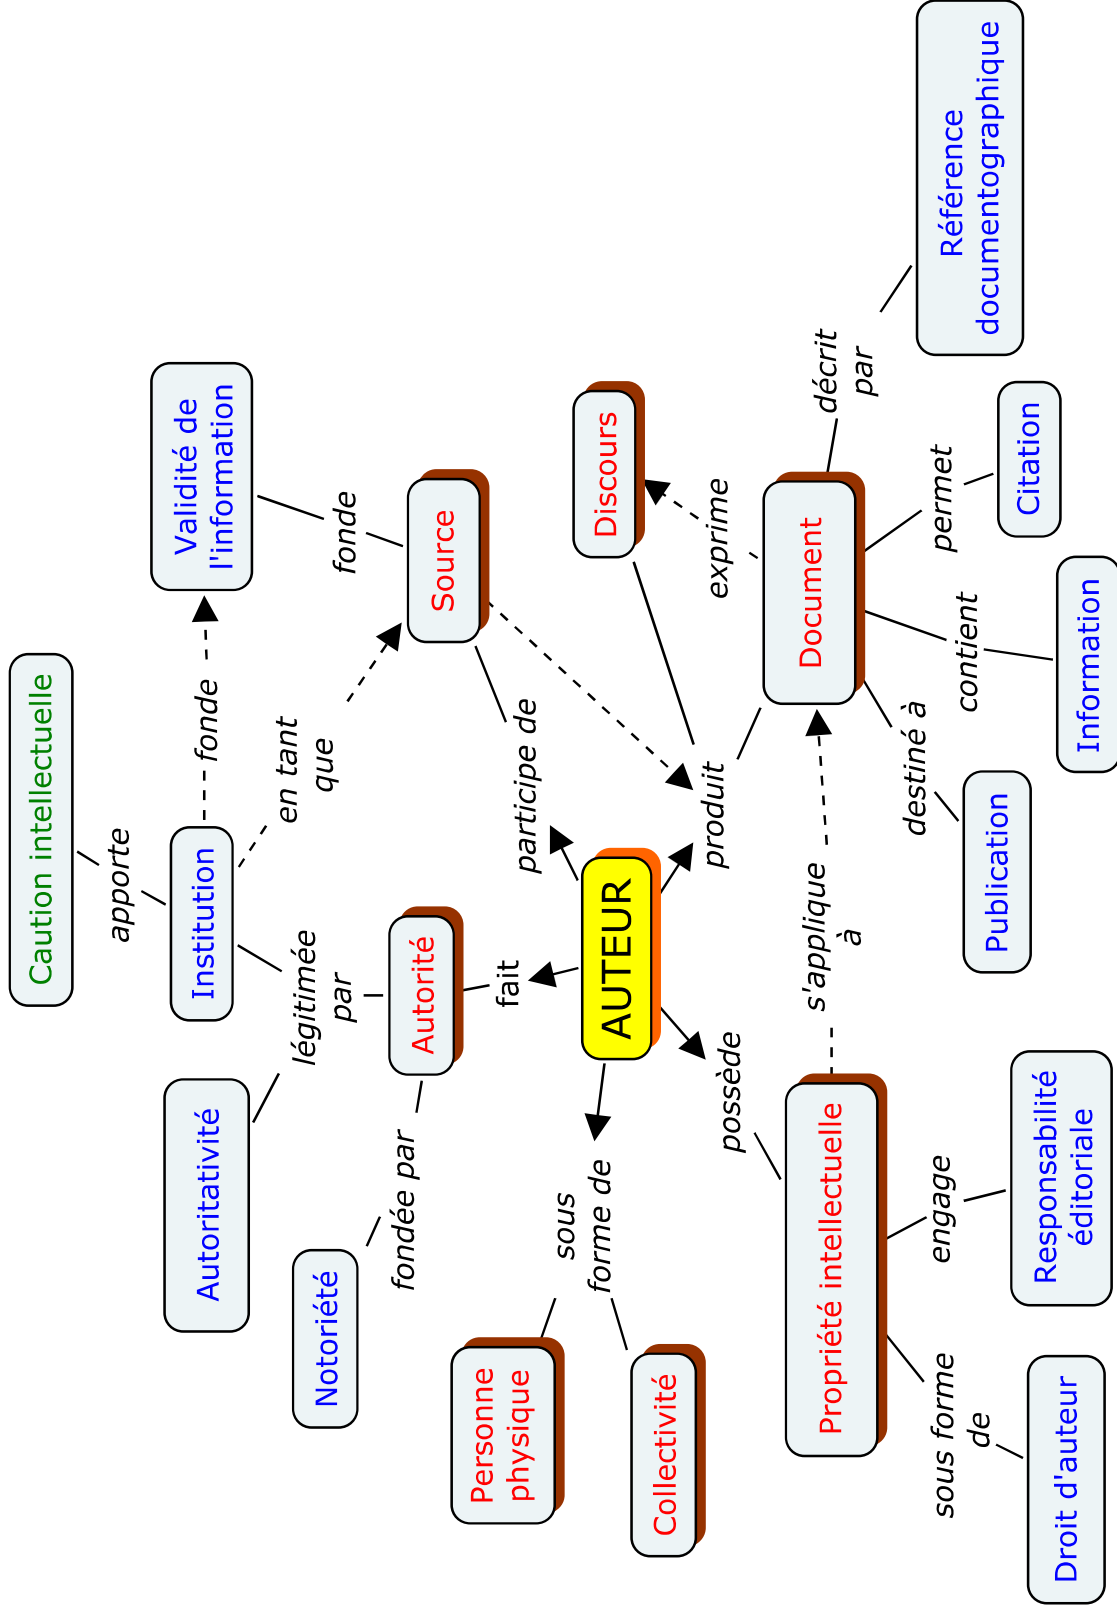 Caution intellectuelle
apporte
Autoritativité
Institution
fonde
Validité de
l'information
légitimée
par
en tant
que
fonde
Notoriété
fondée par
Autorité
Source
fait
participe de
Personne
physique
sous
forme de
AUTEUR
Discours
Collectivité
possède
produit
exprime
Propriété intellectuelle
s'applique
à
Document
décrit
par
sous forme
de
engage
destiné à
contient
permet
Référence
documentographique
Droit d'auteur
Responsabilité
éditoriale
Publication
Information
Citation